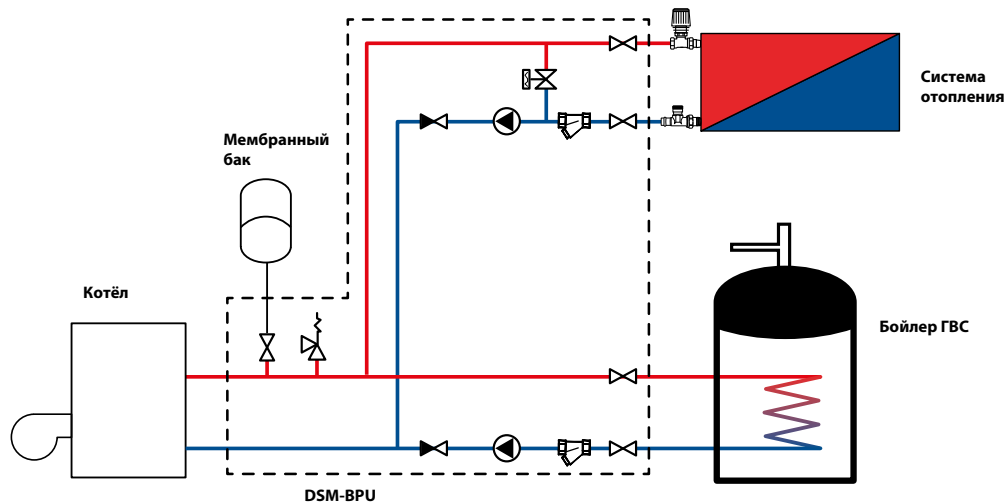 Система
отопления
Мембранный
бак
Котёл
Бойлер ГВС
DSM-BPU